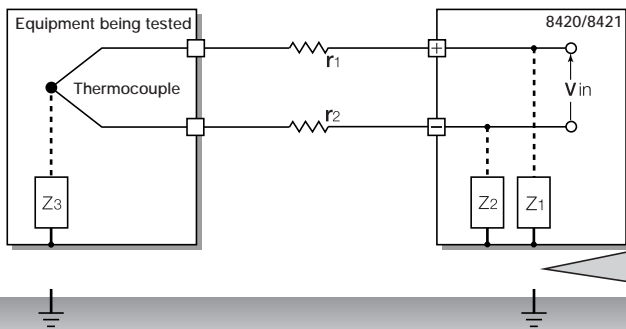 Equipment being tested
8420/8421
r1
+
Thermocouple
Vin
r2
−
Z3
Z2
Z1